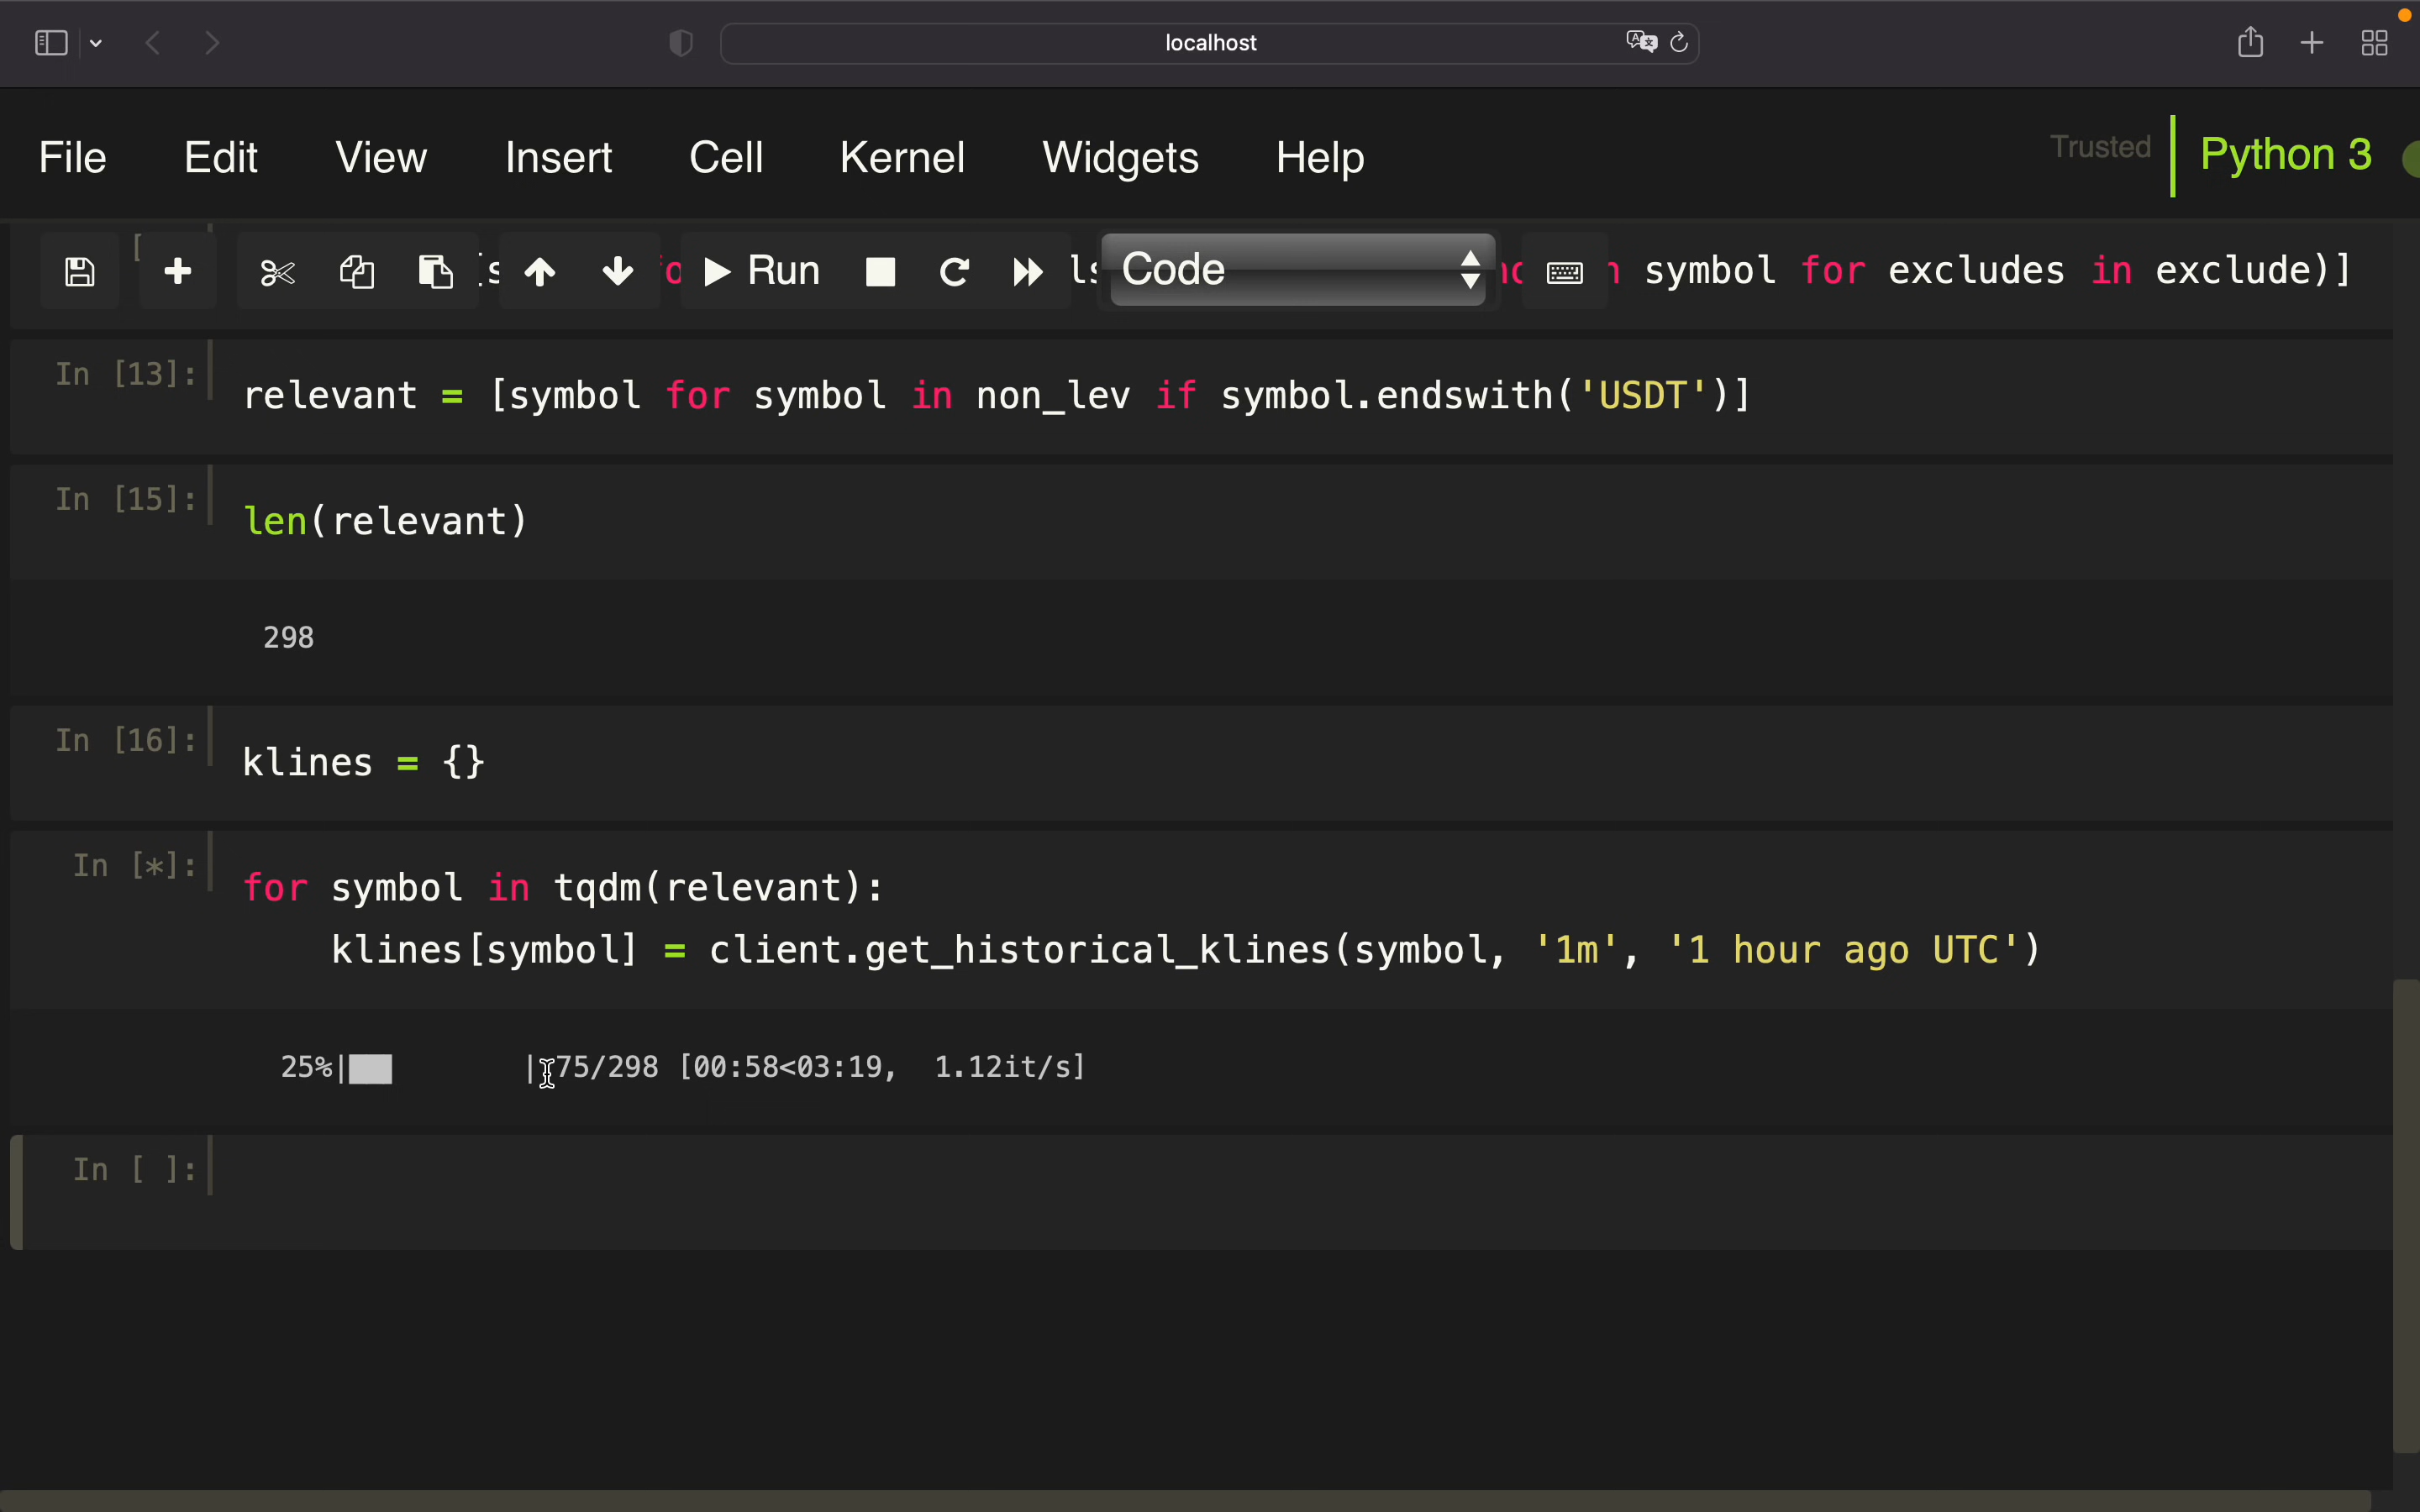 localhost
File Edit View Insert Cell Kernel Widgets Help Trusted Python 3
Run Code symbol for excludes in exclude)]
In [13]: relevant = [symbol for symbol in non_lev if symbol.endswith('USDT')]
In [15]: len(relevant)
298
In [16]: klines = {}
In [*]: for symbol in tqdm(relevant):
klines[symbol] = client.get_historical_klines(symbol, '1m', '1 hour ago UTC')
25%| | 75/298 [00:58<03:19, 1.12it/s]
In [ ]: